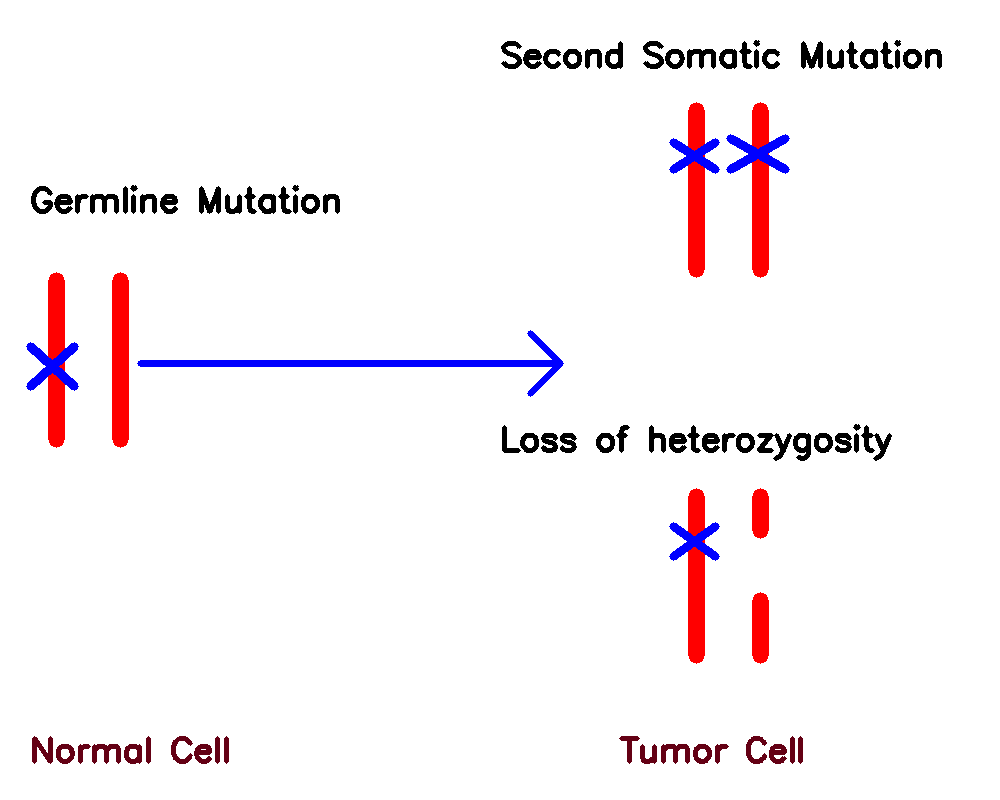 Second Somatic Mutation
Germline Mutation
Loss of heterozygosity
Normal Cell
Tumor Cell